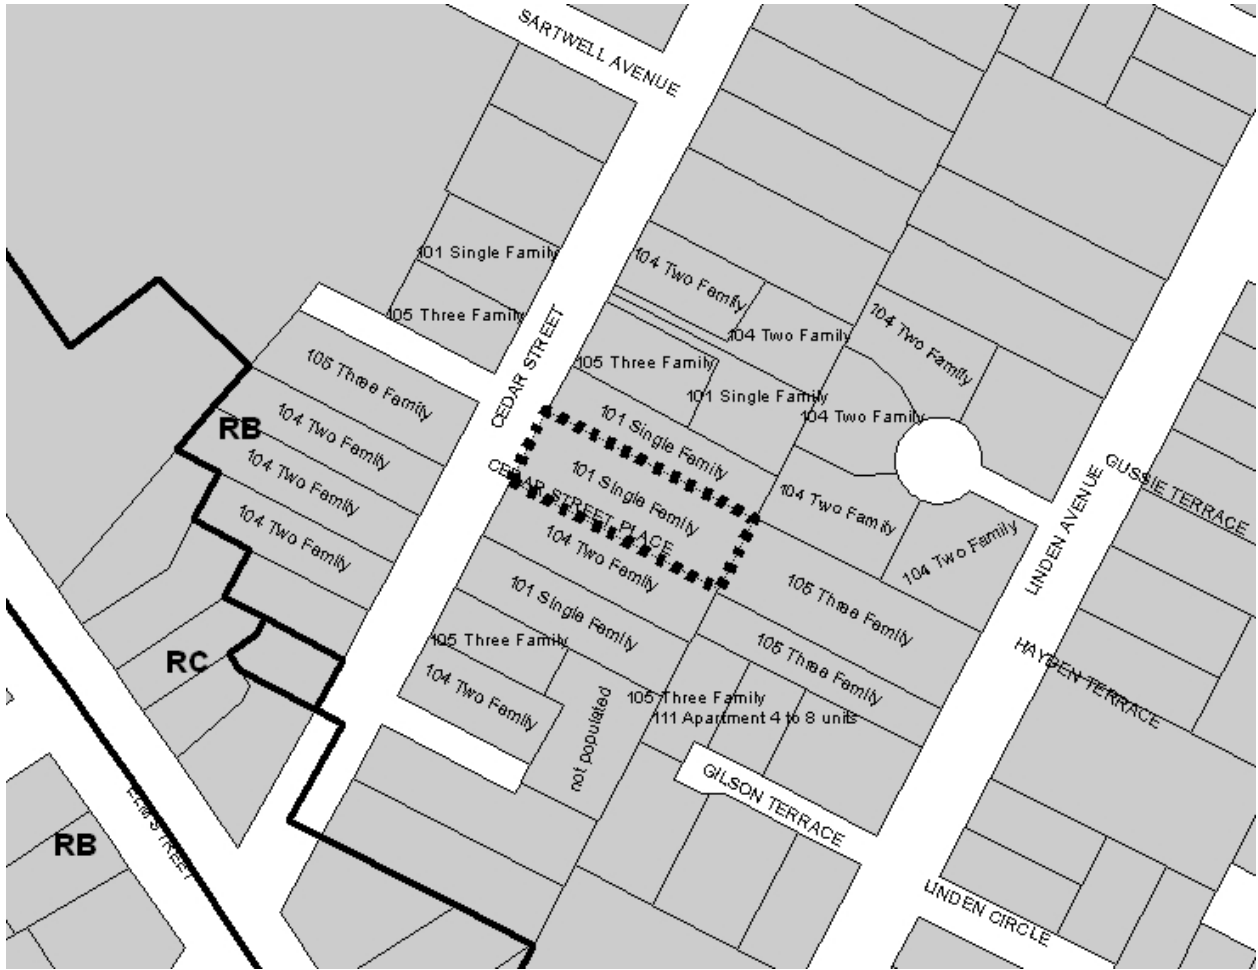 SARTWELL AVENUE
101 Single Family
104 Two Family
105 Three Family
CEDAR STREET
104 Two Family
104 Two Family
105 Three Family
105 Three Family
101 Single Family
104 Two Family
RB
104 Two Family
101 Single Family
104 Two Family
CEDAR STREET PLACE
101 Single Family
104 Two Family
GUSSIE TERRACE
LINDEN AVENUE
104 Two Family
104 Two Family
104 Two Family
105 Three Family
101 Single Family
105 Three Family
105 Three Family
HAYDEN TERRACE
RC
104 Two Family
105 Three Family
111 Apartment 4 to 8 units
not populated
GILSON TERRACE
RB
ELM STREET
LINDEN CIRCLE